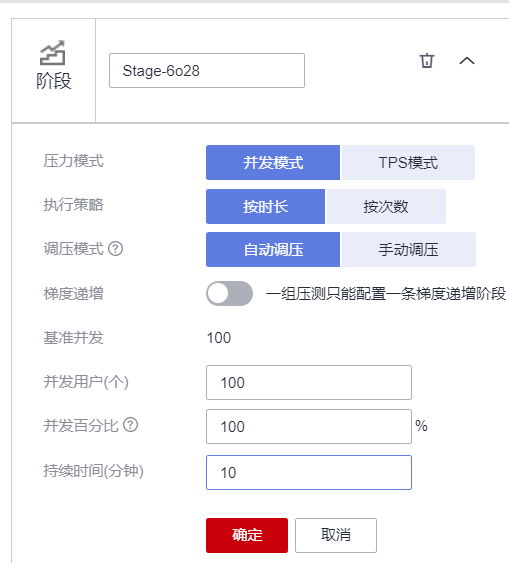 阶段
Stage-6o28
压力模式 并发模式 TPS模式
执行策略 按时长 按次数
调压模式 ? 自动调压 手动调压
梯度递增 一组压测只能配置一条梯度递增阶段
基准并发 100
并发用户(个) 100
并发百分比 ? 100 %
持续时间(分钟) 10
确定 取消